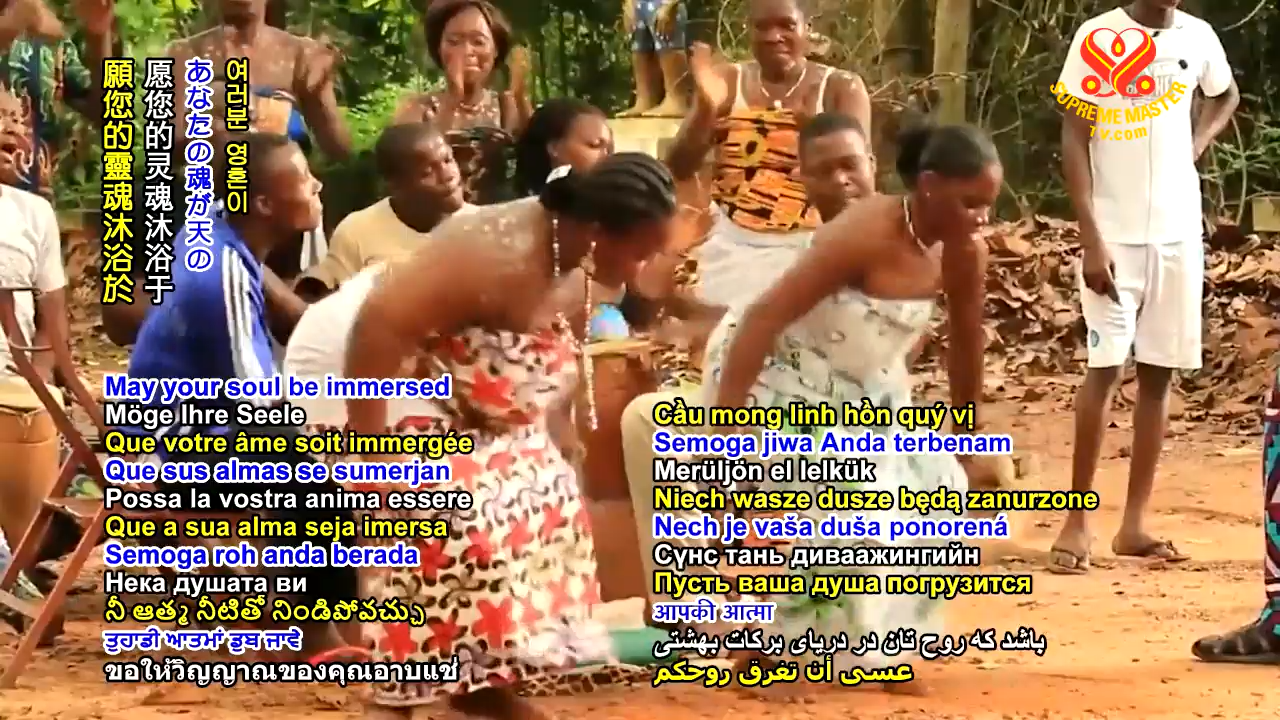 願您的靈魂沐浴於
愿您的灵魂沐浴于
あなたの魂が天の
여러분 영혼이
SUPREME MASTER
TV.com
May your soul be immersed
Möge Ihre Seele
Que votre âme soit immergée
Que sus almas se sumerjan
Possa la vostra anima essere
Que a sua alma seja imersa
Semoga roh anda berada
Нека душата ви
నీ ఆత్మ నీటితో నిండిపోవచ్చు
ਤੁਹਾਡੀ ਆਤਮਾਂ ਡੁਬ ਜਾਵੇ
ขอให้วิญญาณของคุณอาบแช่
Cầu mong linh hồn quý vị
Semoga jiwa Anda terbenam
Merüljön el lelkük
Niech wasze dusze będą zanurzone
Nech je vaša duša ponorená
Сүнс тань диваажингийн
Пусть ваша душа погрузится
आपकी आत्मा
باشد که روح تان در دریای برکات بهشتی
عسى أن تغرق روحكم